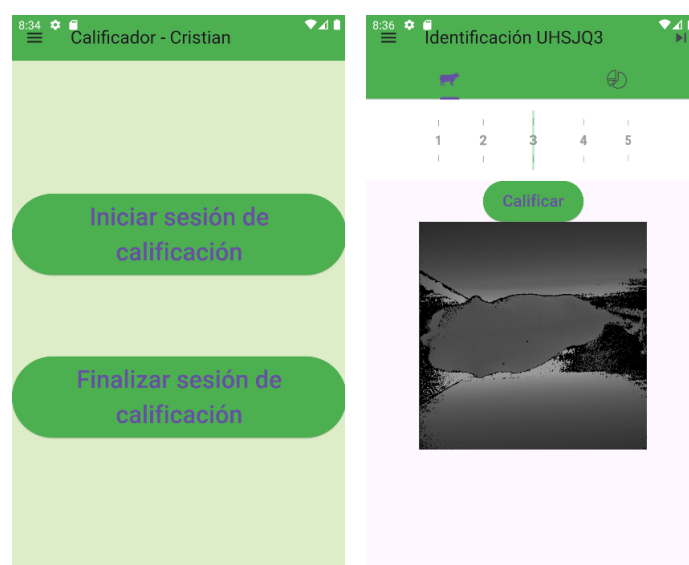 8:34
Calificador - Cristian
Iniciar sesión de
calificación
Finalizar sesión de
calificación
8:36
Identificación UHSJQ3
1 2 3 4 5
Calificar